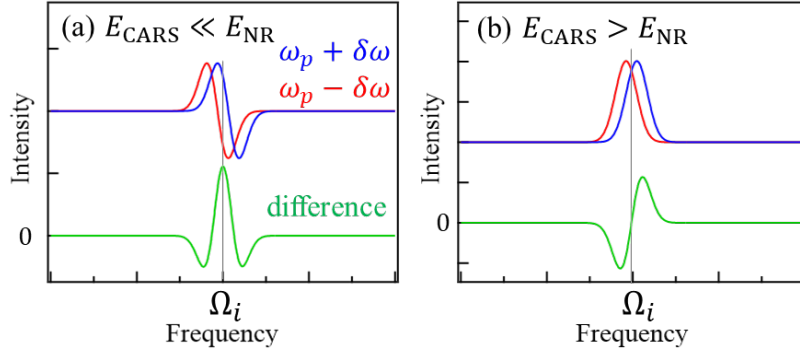 (a) E_CARS ≪ E_NR
ω_p + δω
ω_p − δω
Intensity
difference
0
Ω_i
Frequency
(b) E_CARS > E_NR
Intensity
0
Ω_i
Frequency